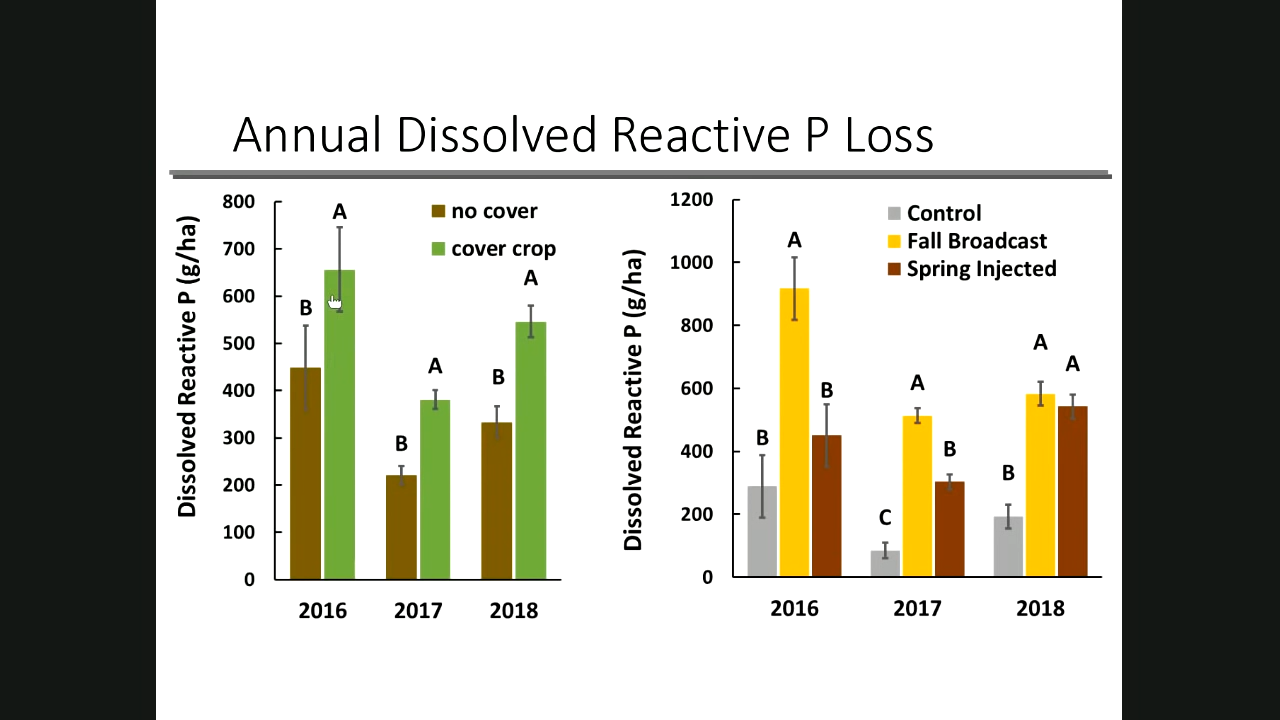 Annual Dissolved Reactive P Loss
Dissolved Reactive P (g/ha)
800
700
600
500
400
300
200
100
0
no cover
cover crop
B
A
B
A
B
A
2016
2017
2018
Dissolved Reactive P (g/ha)
1200
1000
800
600
400
200
0
Control
Fall Broadcast
Spring Injected
B
A
B
C
A
B
B
A
A
2016
2017
2018